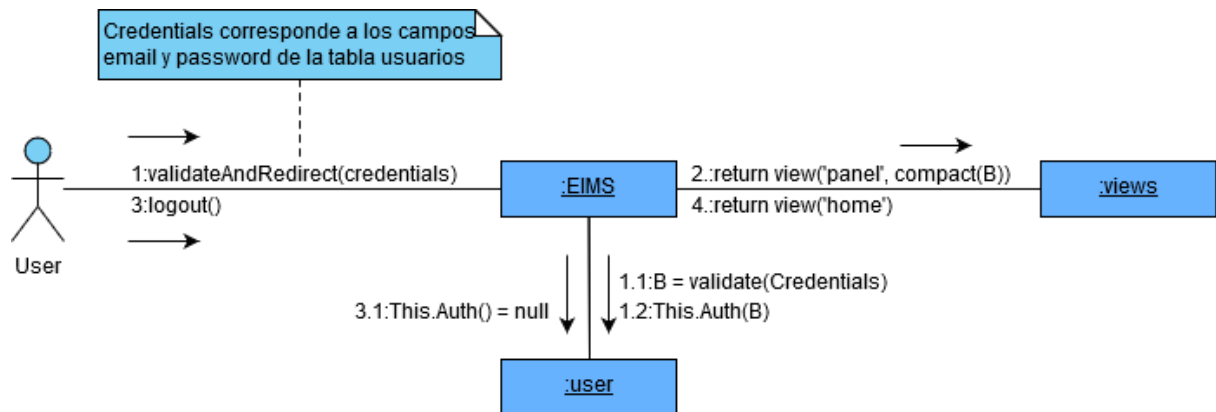 Credentials corresponde a los campos
email y password de la tabla usuarios
1:validateAndRedirect(credentials)
3:logout()
User
:EIMS
2.:return view('panel', compact(B))
4.:return view('home')
:views
3.1:This.Auth() = null
1.1:B = validate(Credentials)
1.2:This.Auth(B)
:user